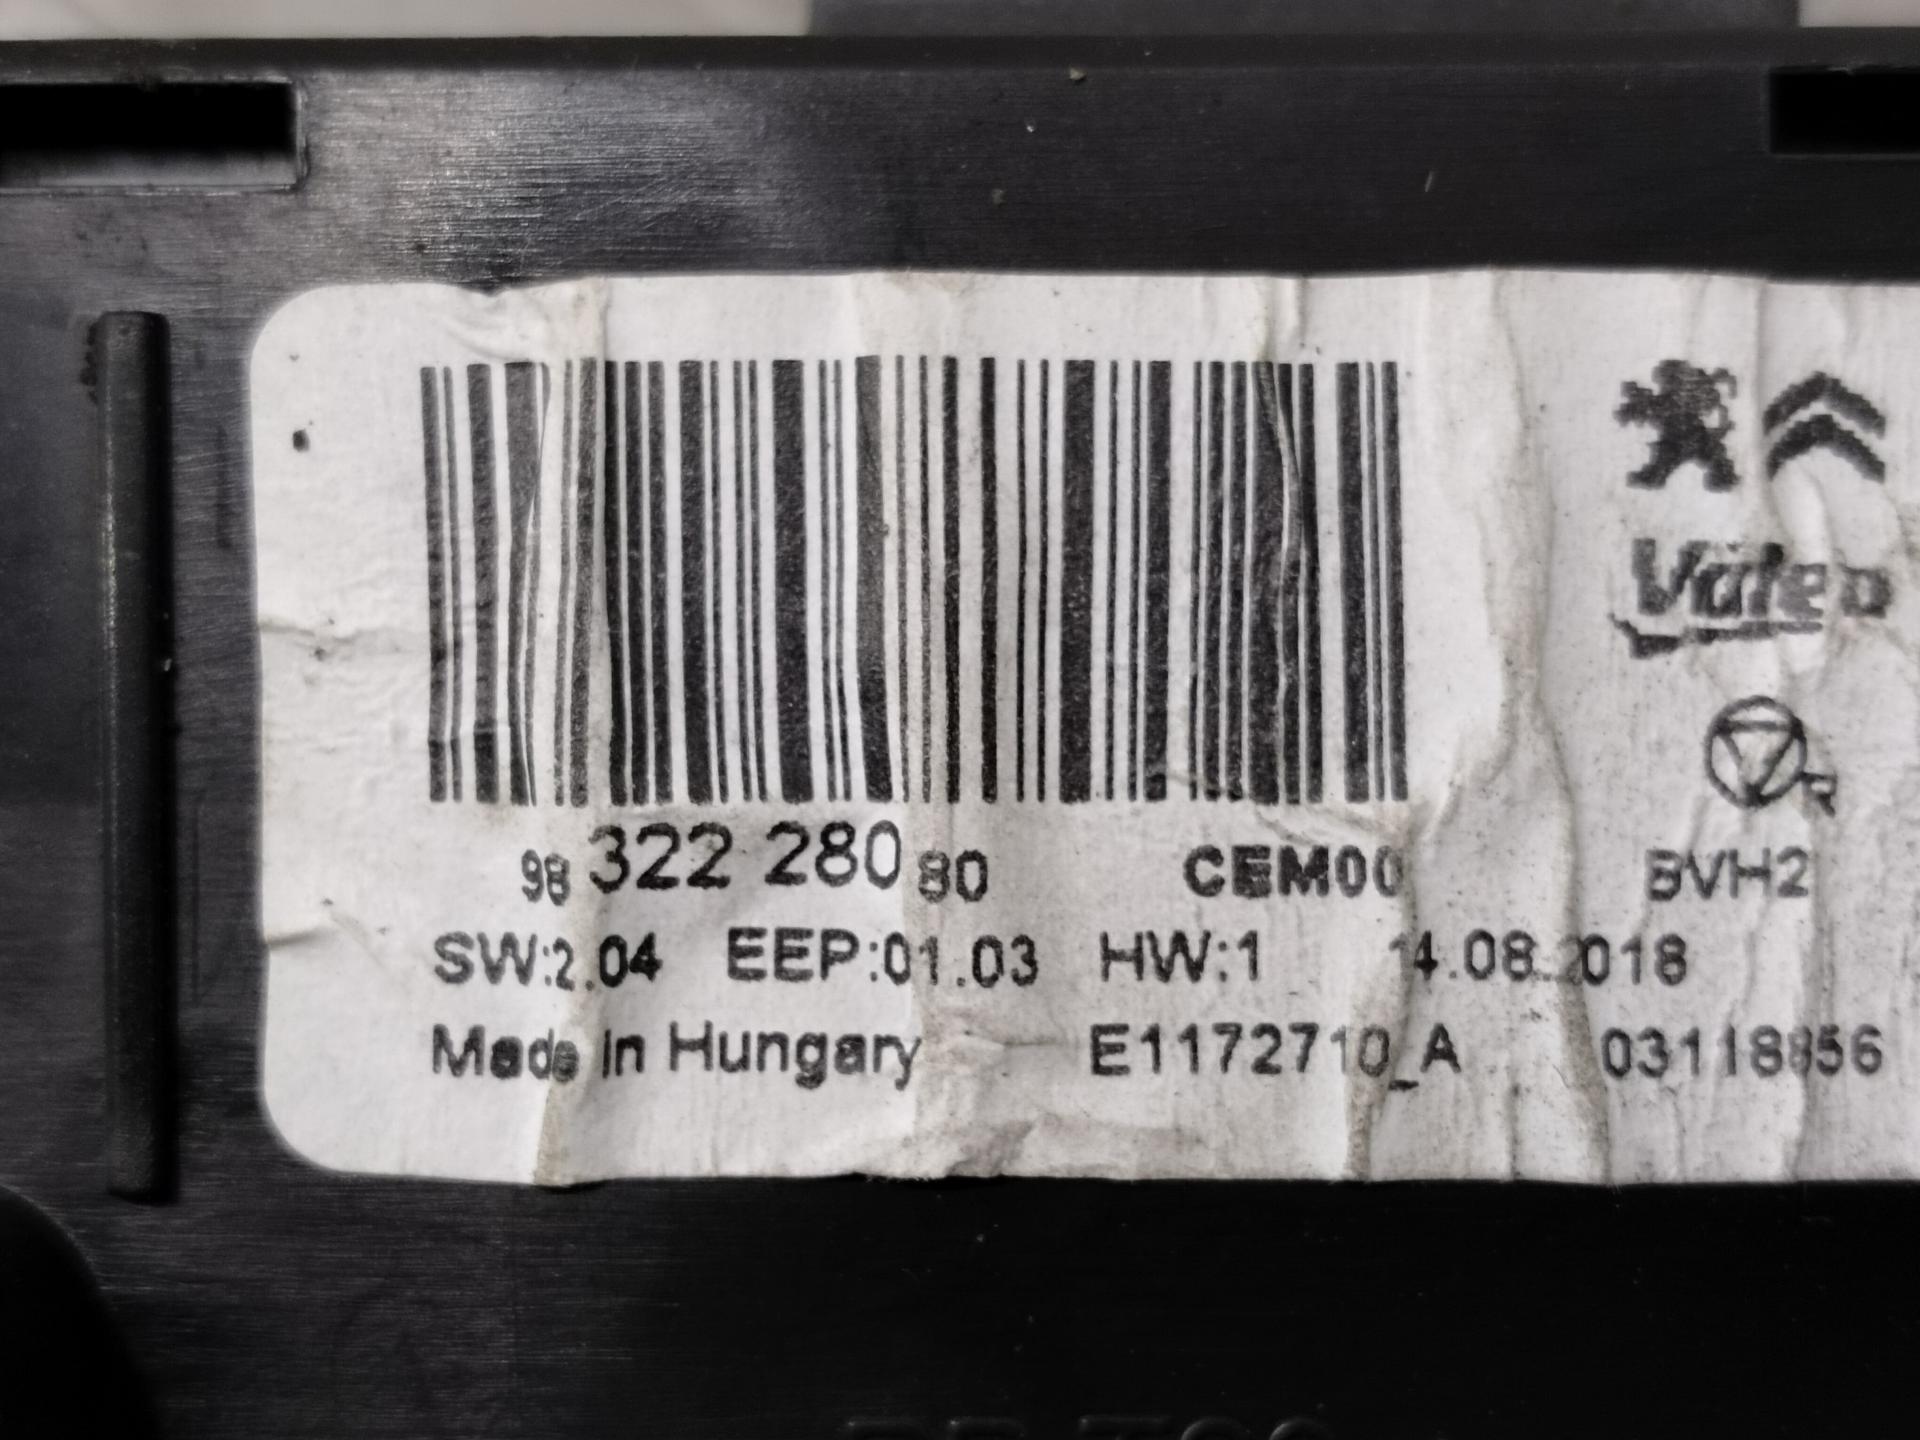 Valeo
R
98 322 280 80 CEM00 BVH2
SW:2.04 EEP:01.03 HW:1 14.08.2018
Made in Hungary E1172710_A 03118856